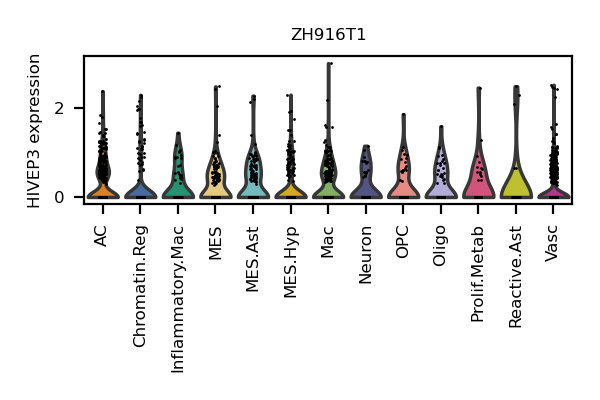 ZH916T1
HIVEP3 expression
2
0
AC
Chromatin.Reg
Inflammatory.Mac
MES
MES.Ast
MES.Hyp
Mac
Neuron
OPC
Oligo
Prolif.Metab
Reactive.Ast
Vasc